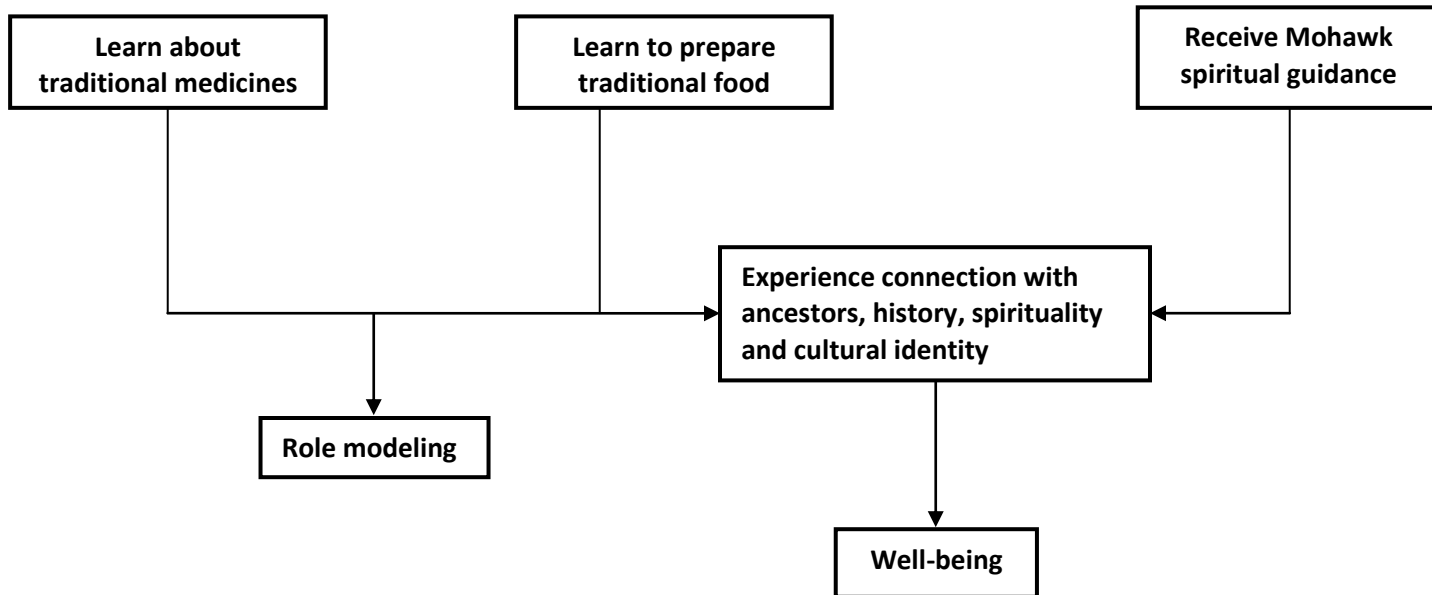 Learn about
traditional medicines
Learn to prepare
traditional food
Receive Mohawk
spiritual guidance
Experience connection with
ancestors, history, spirituality
and cultural identity
Role modeling
Well-being